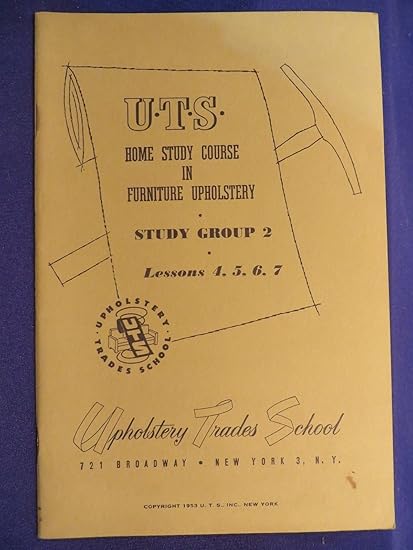 U·T·S·
HOME STUDY COURSE
IN
FURNITURE UPHOLSTERY
·
STUDY GROUP 2
·
Lessons 4, 5, 6, 7
· UPHOLSTERY ·
UTS
TRADES SCHOOL
Upholstery Trades School
721 BROADWAY • NEW YORK 3, N. Y.
COPYRIGHT 1953 U. T. S., INC., NEW YORK